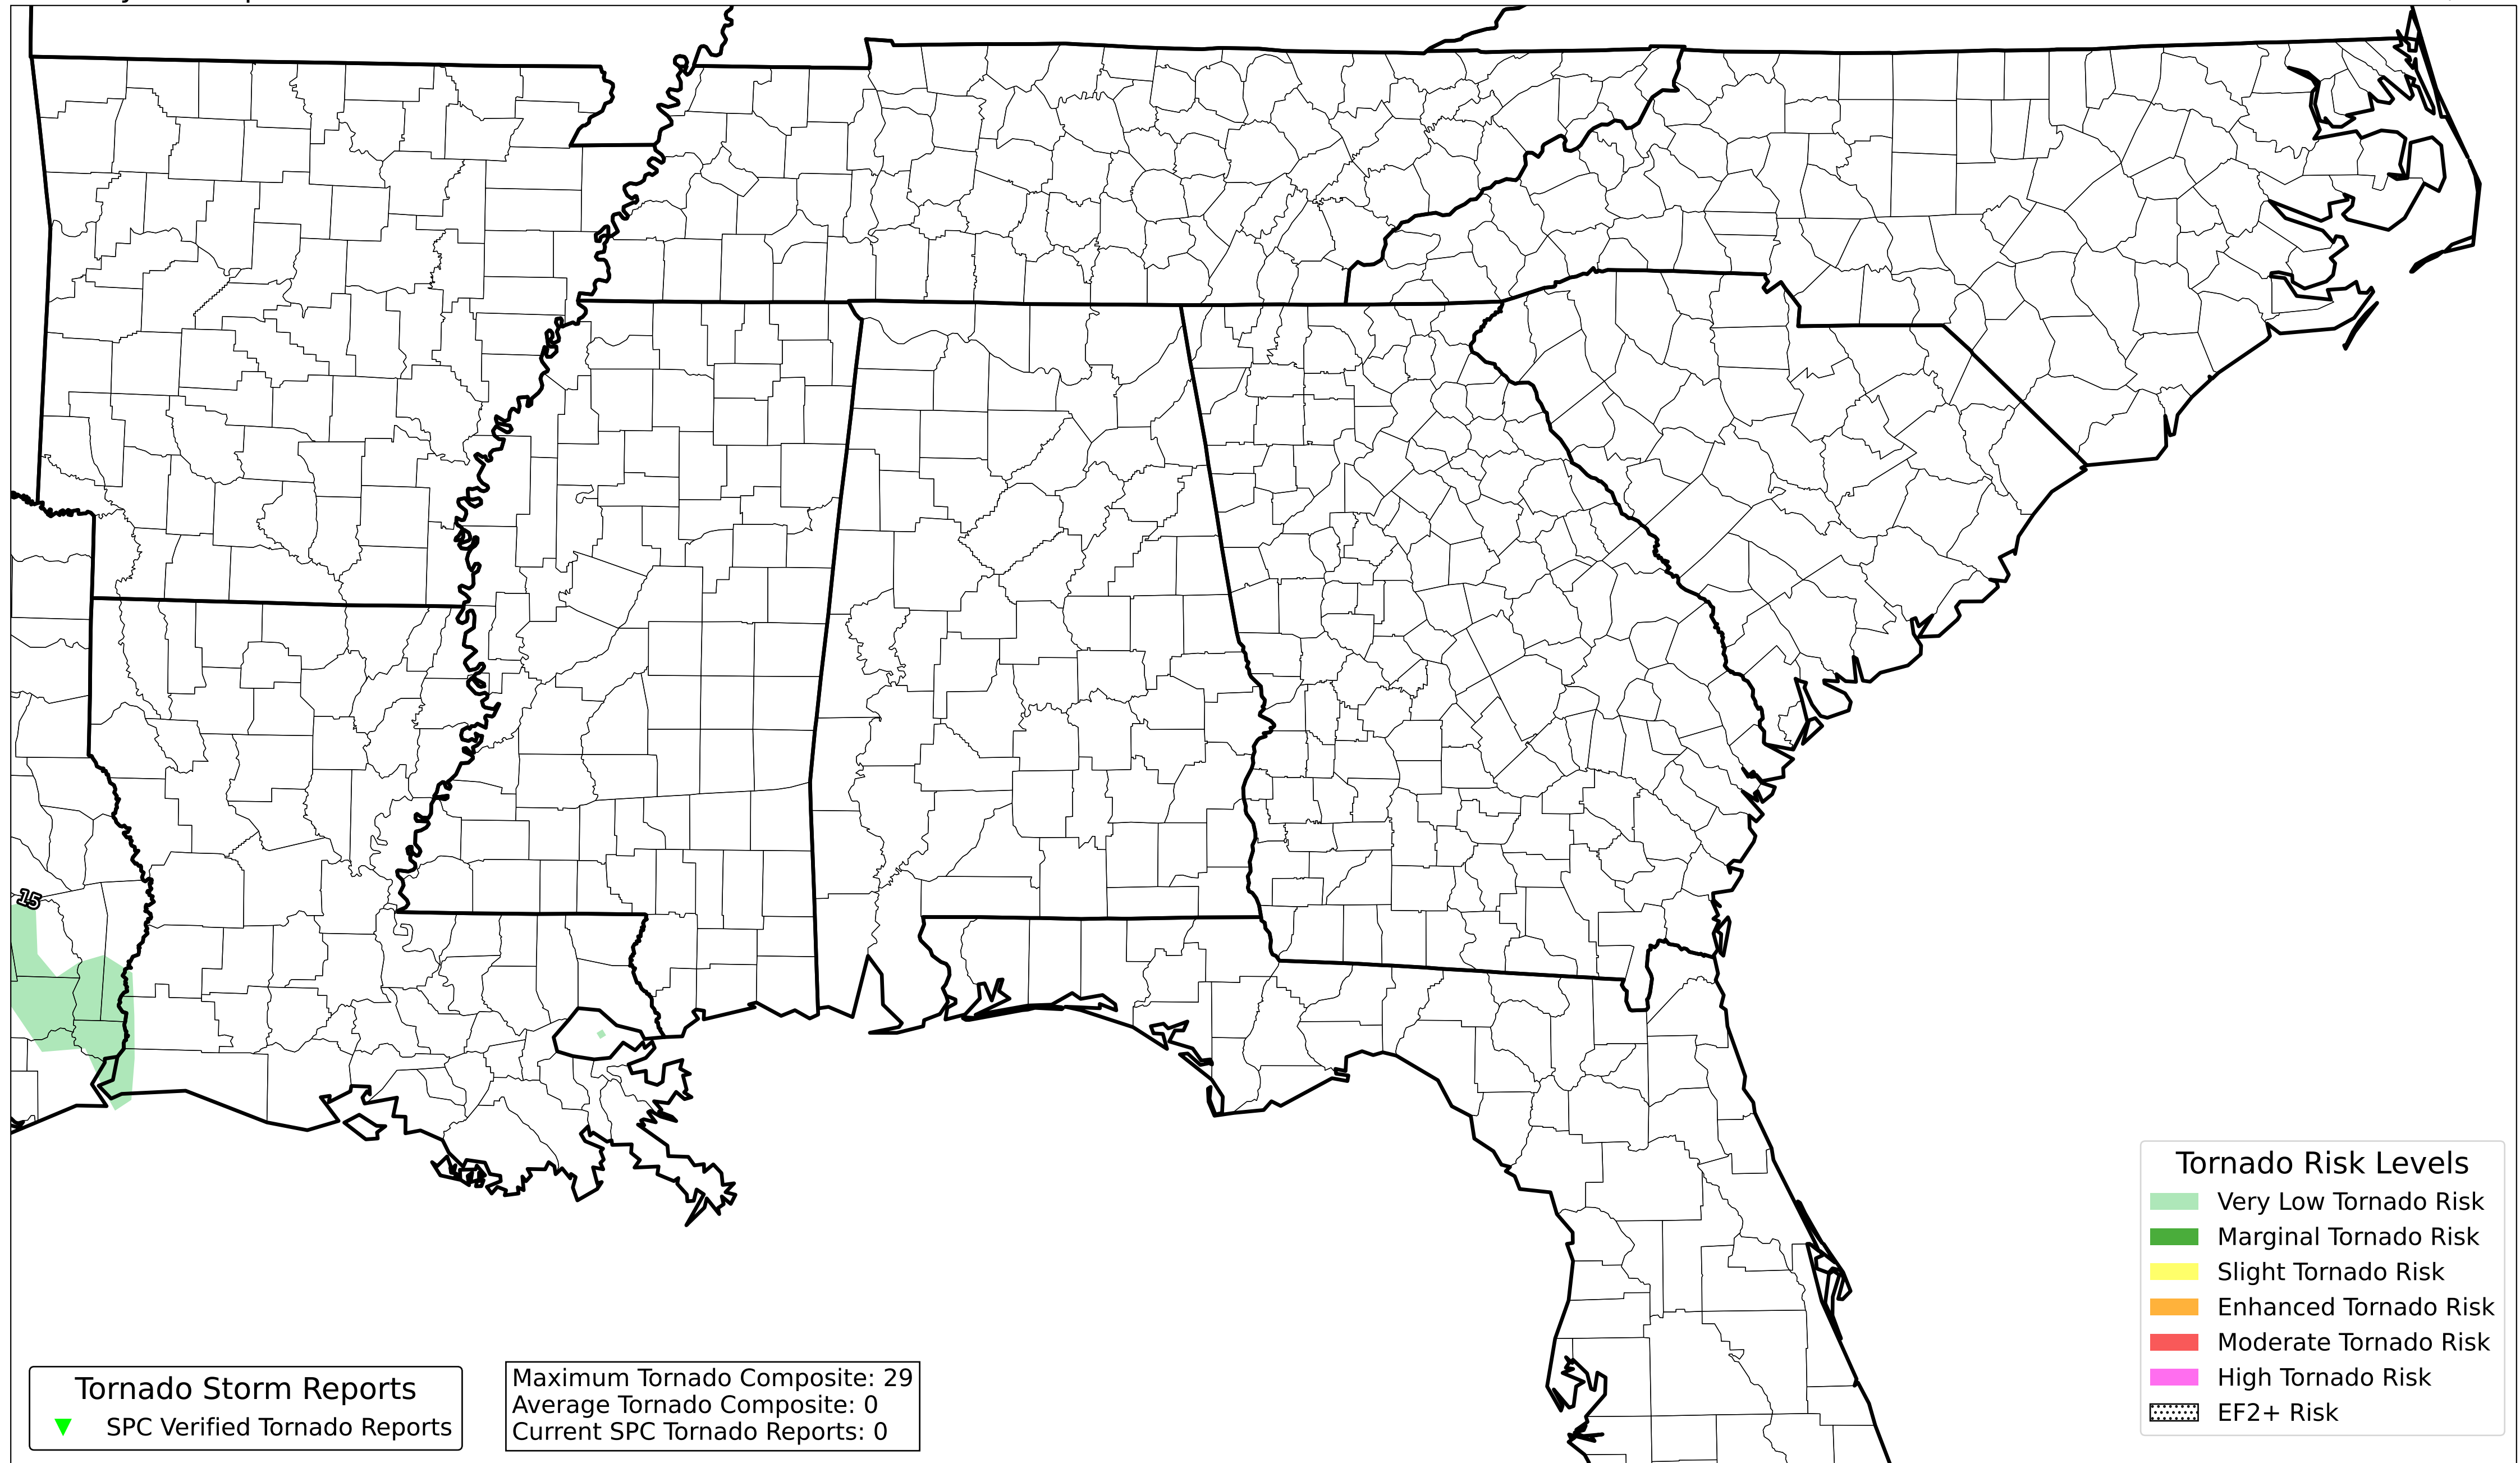 15
Tornado Risk Levels
Very Low Tornado Risk
Marginal Tornado Risk
Slight Tornado Risk
Enhanced Tornado Risk
Moderate Tornado Risk
High Tornado Risk
EF2+ Risk
Tornado Storm Reports
SPC Verified Tornado Reports
Maximum Tornado Composite: 29
Average Tornado Composite: 0
Current SPC Tornado Reports: 0